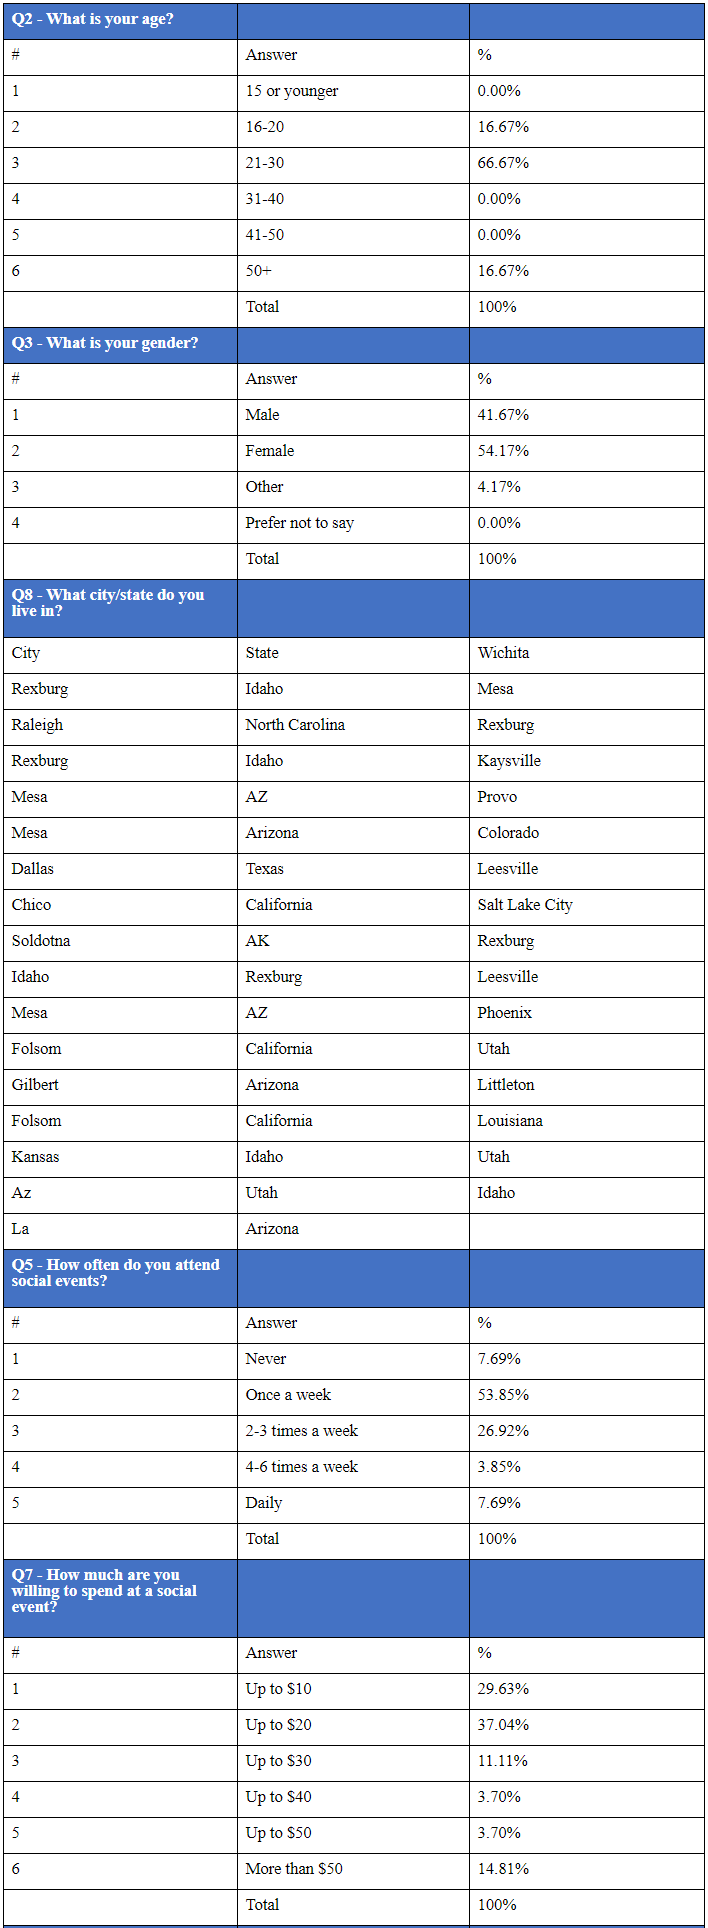 Q2 - What is your age?
# Answer %
1 15 or younger 0.00%
2 16-20 16.67%
3 21-30 66.67%
4 31-40 0.00%
5 41-50 0.00%
6 50+ 16.67%
Total 100%
Q3 - What is your gender?
# Answer %
1 Male 41.67%
2 Female 54.17%
3 Other 4.17%
4 Prefer not to say 0.00%
Total 100%
Q8 - What city/state do you
live in?
City State Wichita
Rexburg Idaho Mesa
Raleigh North Carolina Rexburg
Rexburg Idaho Kaysville
Mesa AZ Provo
Mesa Arizona Colorado
Dallas Texas Leesville
Chico California Salt Lake City
Soldotna AK Rexburg
Idaho Rexburg Leesville
Mesa AZ Phoenix
Folsom California Utah
Gilbert Arizona Littleton
Folsom California Louisiana
Kansas Idaho Utah
Az Utah Idaho
La Arizona
Q5 - How often do you attend
social events?
# Answer %
1 Never 7.69%
2 Once a week 53.85%
3 2-3 times a week 26.92%
4 4-6 times a week 3.85%
5 Daily 7.69%
Total 100%
Q7 - How much are you
willing to spend at a social
event?
# Answer %
1 Up to $10 29.63%
2 Up to $20 37.04%
3 Up to $30 11.11%
4 Up to $40 3.70%
5 Up to $50 3.70%
6 More than $50 14.81%
Total 100%